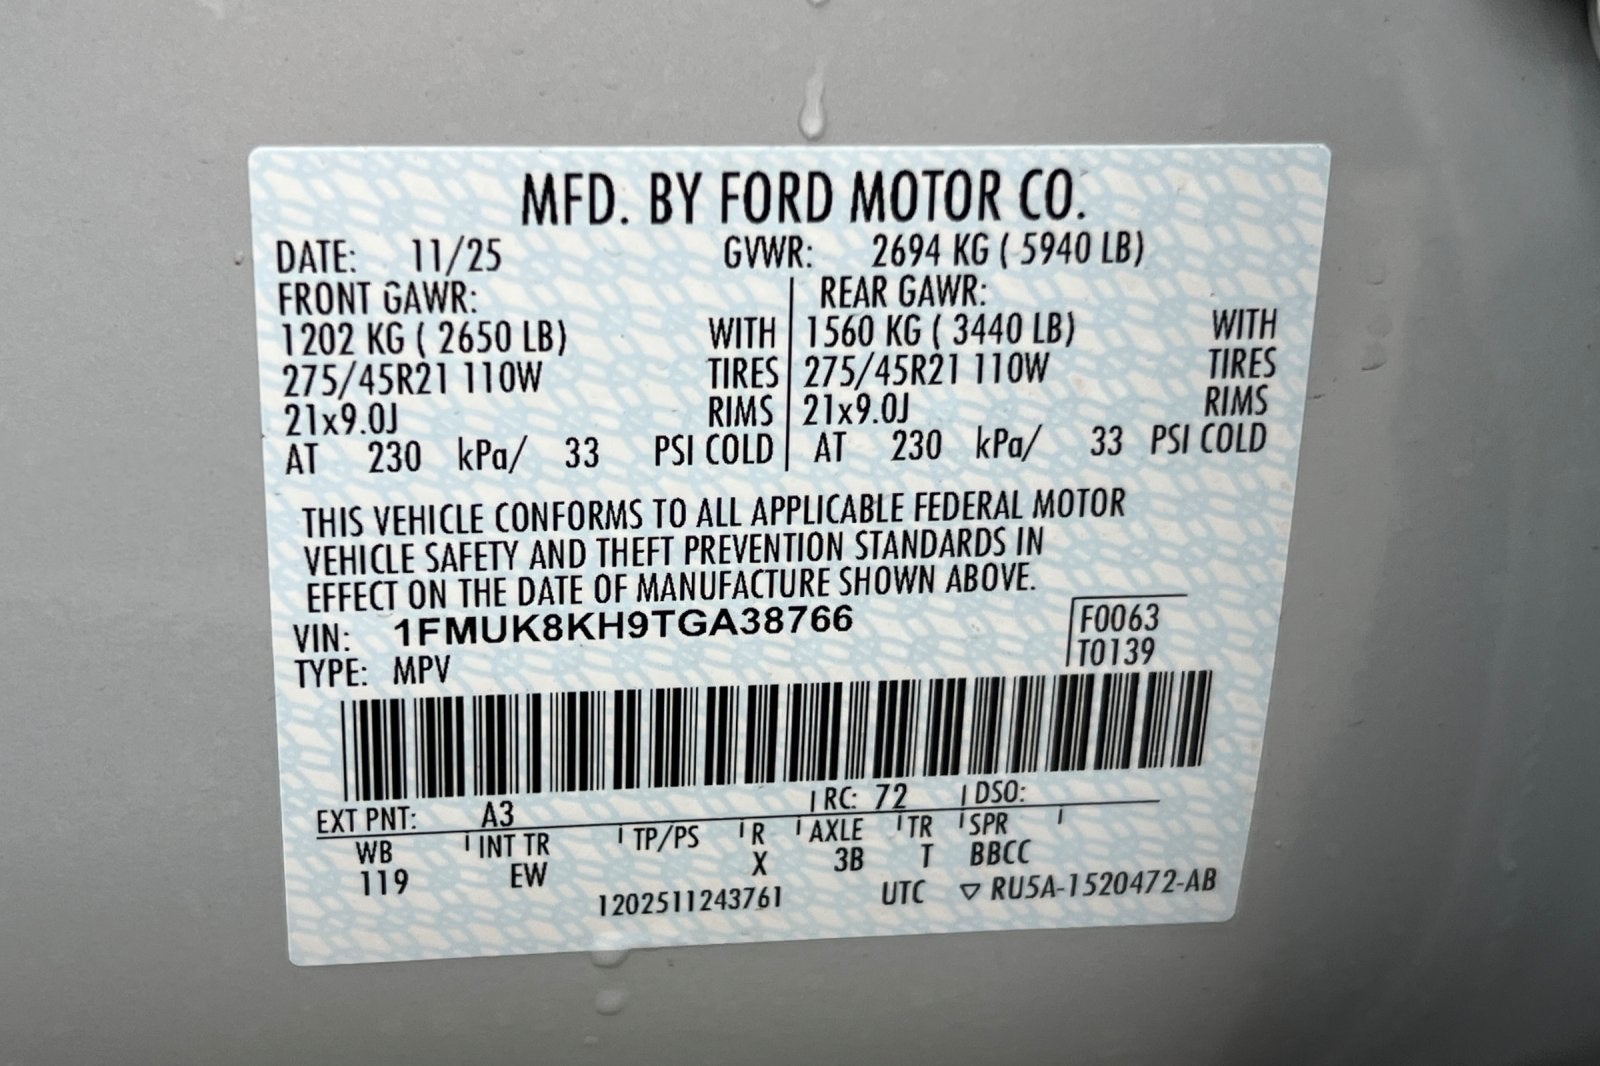 MFD. BY FORD MOTOR CO.
DATE: 11/25 GVWR: 2694 KG ( 5940 LB)
FRONT GAWR: REAR GAWR:
1202 KG ( 2650 LB) WITH 1560 KG ( 3440 LB) WITH
275/45R21 110W TIRES 275/45R21 110W TIRES
21x9.0J RIMS 21x9.0J RIMS
AT 230 kPa/ 33 PSI COLD AT 230 kPa/ 33 PSI COLD
THIS VEHICLE CONFORMS TO ALL APPLICABLE FEDERAL MOTOR
VEHICLE SAFETY AND THEFT PREVENTION STANDARDS IN
EFFECT ON THE DATE OF MANUFACTURE SHOWN ABOVE.
VIN: 1FMUK8KH9TGA38766 F0063
TYPE: MPV T0139
EXT PNT: A3 RC: 72 DSO:
WB INT TR TP/PS R AXLE TR SPR
119 EW X 3B T BBCC
1202511243761 UTC ▽ RU5A-1520472-AB